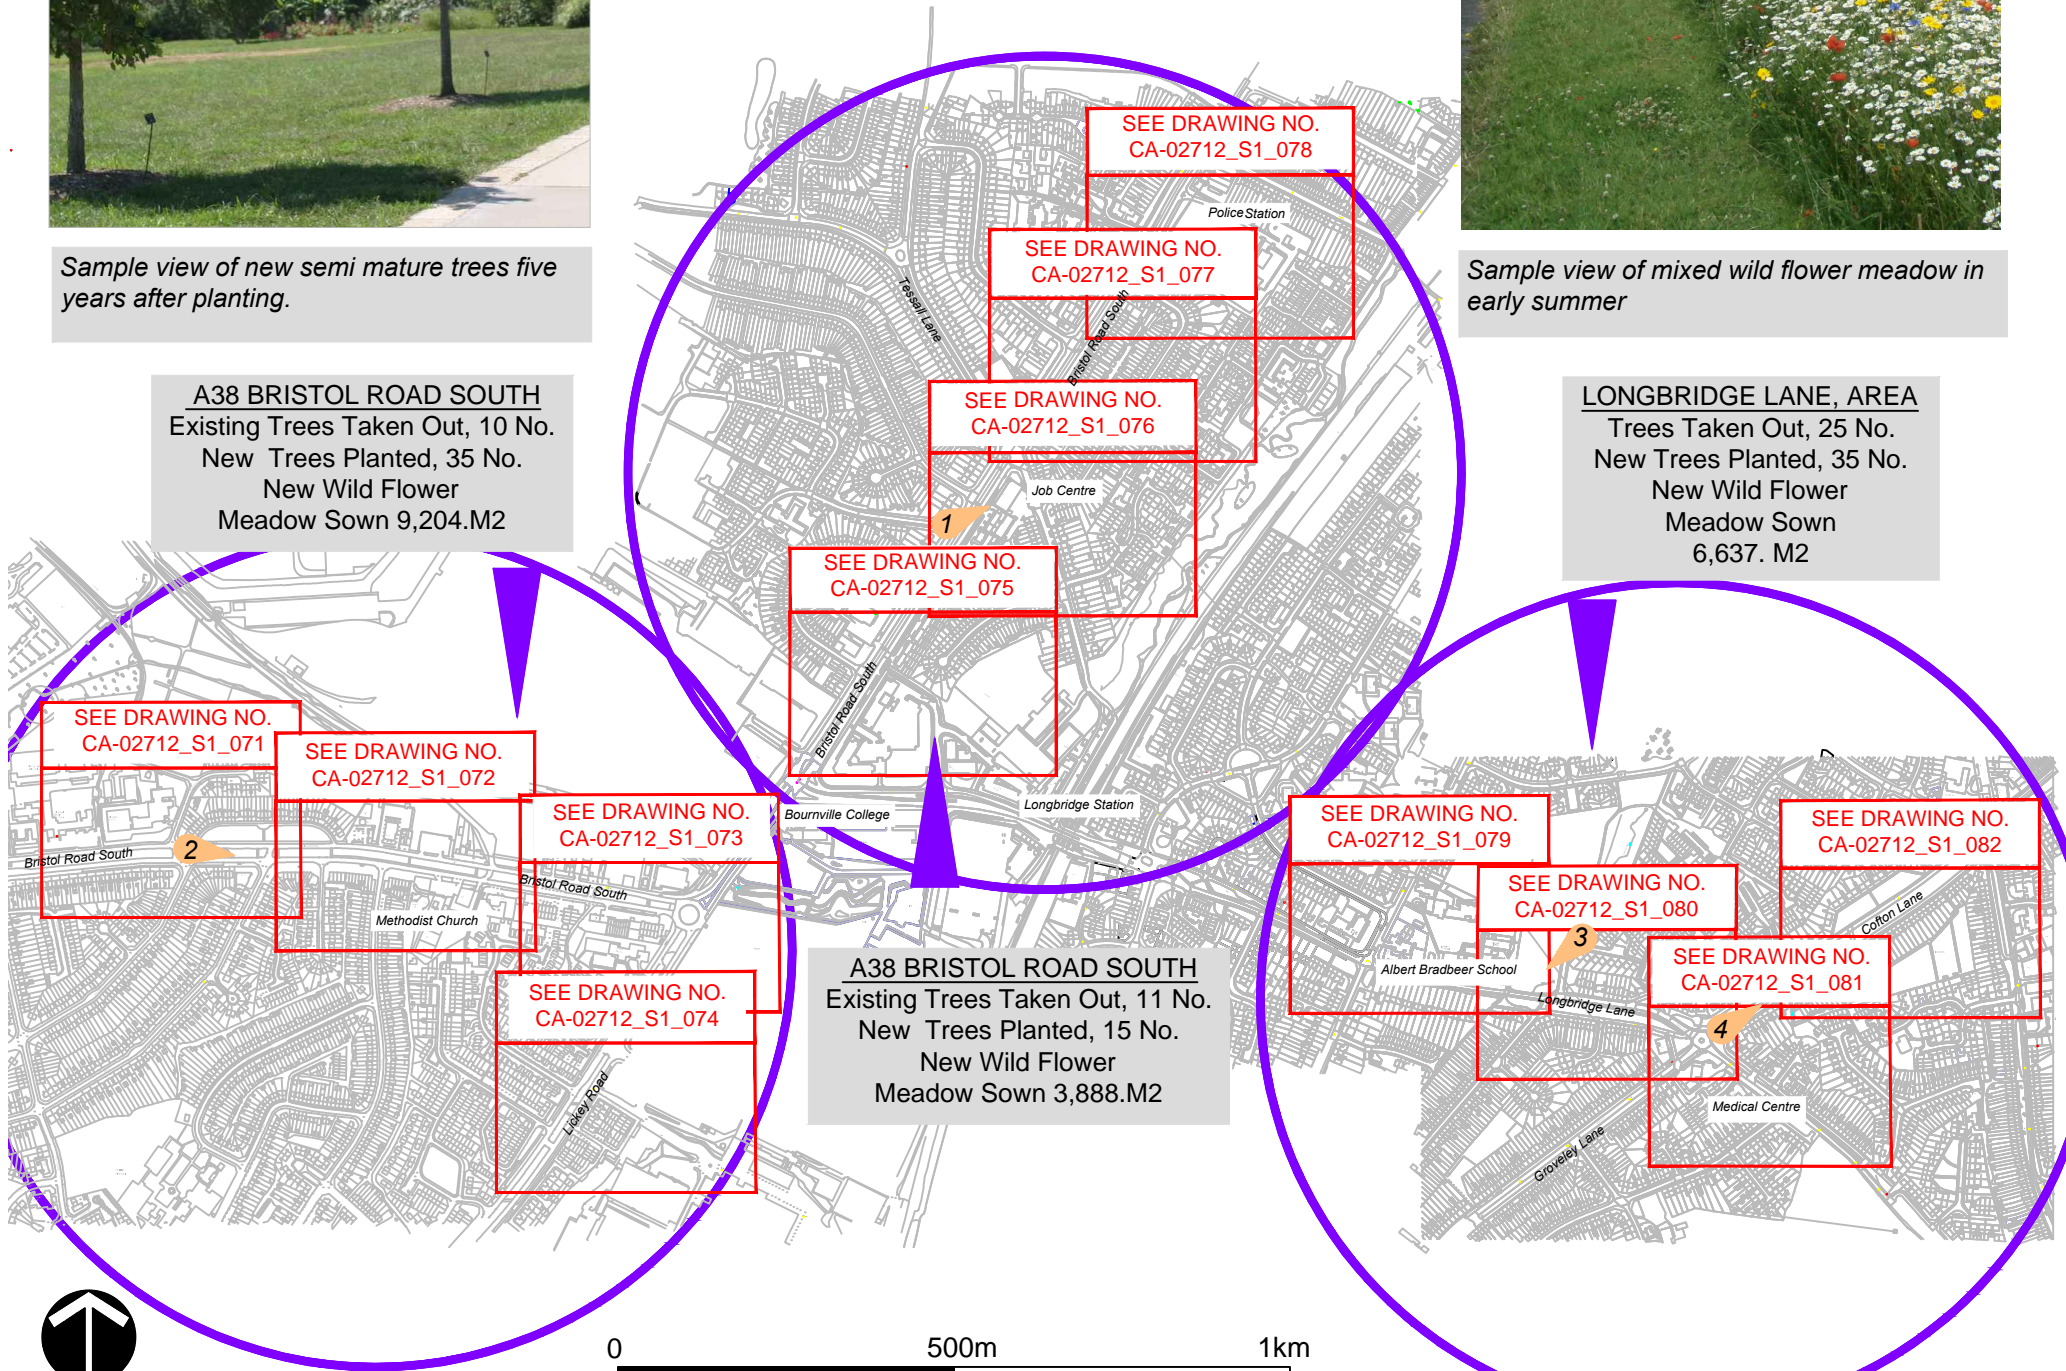 Sample view of new semi mature trees five
years after planting.
Sample view of mixed wild flower meadow in
early summer
A38 BRISTOL ROAD SOUTH
Existing Trees Taken Out, 10 No.
New Trees Planted, 35 No.
New Wild Flower
Meadow Sown 9,204.M2
LONGBRIDGE LANE, AREA
Trees Taken Out, 25 No.
New Trees Planted, 35 No.
New Wild Flower
Meadow Sown
6,637. M2
SEE DRAWING NO.
CA-02712_S1_078
Police Station
SEE DRAWING NO.
CA-02712_S1_077
Tessall Lane
Bristol Road South
SEE DRAWING NO.
CA-02712_S1_076
Job Centre
1
SEE DRAWING NO.
CA-02712_S1_075
Bristol Road South
Bournville College
Longbridge Station
SEE DRAWING NO.
CA-02712_S1_071
SEE DRAWING NO.
CA-02712_S1_072
SEE DRAWING NO.
CA-02712_S1_073
2
Bristol Road South
Bristol Road South
Methodist Church
SEE DRAWING NO.
CA-02712_S1_074
Lickey Road
A38 BRISTOL ROAD SOUTH
Existing Trees Taken Out, 11 No.
New Trees Planted, 15 No.
New Wild Flower
Meadow Sown 3,888.M2
SEE DRAWING NO.
CA-02712_S1_079
SEE DRAWING NO.
CA-02712_S1_082
SEE DRAWING NO.
CA-02712_S1_080
Cofton Lane
3
SEE DRAWING NO.
CA-02712_S1_081
Albert Bradbeer School
Longbridge Lane
4
Medical Centre
Groveley Lane
0
500m
1km